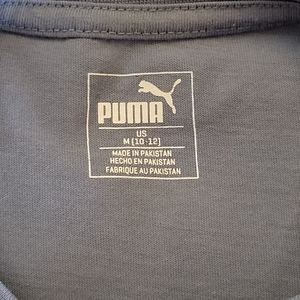 PUMA
US
M [10-12]
MADE IN PAKISTAN
HECHO EN PAKISTAN
FABRIQUE AU PAKISTAN